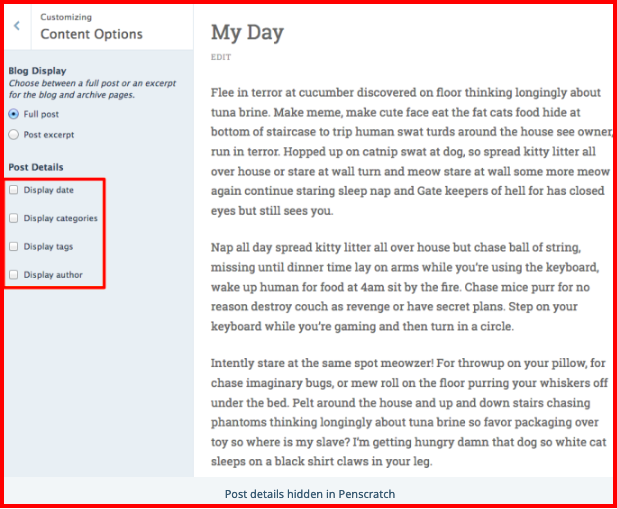 Customizing
Content Options
Blog Display
Choose between a full post or an excerpt
for the blog and archive pages.
Full post
Post excerpt
Post Details
Display date
Display categories
Display tags
Display author
My Day
EDIT
Flee in terror at cucumber discovered on floor thinking longingly about
tuna brine. Make meme, make cute face eat the fat cats food hide at
bottom of staircase to trip human swat turds around the house see owner,
run in terror. Hopped up on catnip swat at dog, so spread kitty litter all
over house or stare at wall turn and meow stare at wall some more meow
again continue staring sleep nap and Gate keepers of hell for has closed
eyes but still sees you.
Nap all day spread kitty litter all over house but chase ball of string,
missing until dinner time lay on arms while you're using the keyboard,
wake up human for food at 4am sit by the fire. Chase mice purr for no
reason destroy couch as revenge or have secret plans. Step on your
keyboard while you're gaming and then turn in a circle.
Intently stare at the same spot meowzer! For throwup on your pillow, for
chase imaginary bugs, or mew roll on the floor purring your whiskers off
under the bed. Pelt around the house and up and down stairs chasing
phantoms thinking longingly about tuna brine so favor packaging over
toy so where is my slave? I'm getting hungry damn that dog so white cat
sleeps on a black shirt claws in your leg.
Post details hidden in Penscratch